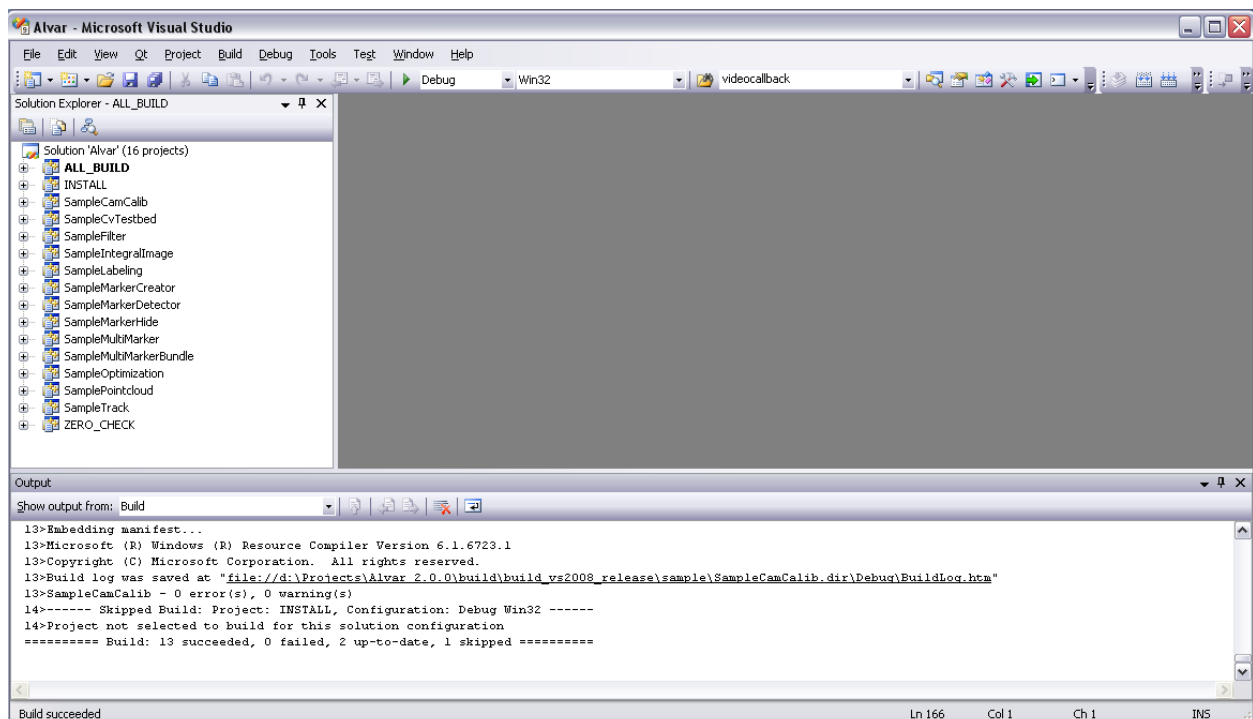 Alvar - Microsoft Visual Studio
File Edit View Qt Project Build Debug Tools Test Window Help
Debug Win32 videocallback
Solution Explorer - ALL_BUILD
Solution 'Alvar' (16 projects)
ALL_BUILD
INSTALL
SampleCamCalib
SampleCvTestbed
SampleFilter
SampleIntegralImage
SampleLabeling
SampleMarkerCreator
SampleMarkerDetector
SampleMarkerHide
SampleMultiMarker
SampleMultiMarkerBundle
SampleOptimization
SamplePointcloud
SampleTrack
ZERO_CHECK
Output
Show output from: Build
13>Embedding manifest...
13>Microsoft (R) Windows (R) Resource Compiler Version 6.1.6723.1
13>Copyright (C) Microsoft Corporation. All rights reserved.
13>Build log was saved at "file://d:\Projects\Alvar 2.0.0\build\build_vs2008_release\sample\SampleCamCalib.dir\Debug\BuildLog.htm"
13>SampleCamCalib - 0 error(s), 0 warning(s)
14>------ Skipped Build: Project: INSTALL, Configuration: Debug Win32 ------
14>Project not selected to build for this solution configuration
========== Build: 13 succeeded, 0 failed, 2 up-to-date, 1 skipped ==========
Build succeeded Ln 166 Col 1 Ch 1 INS